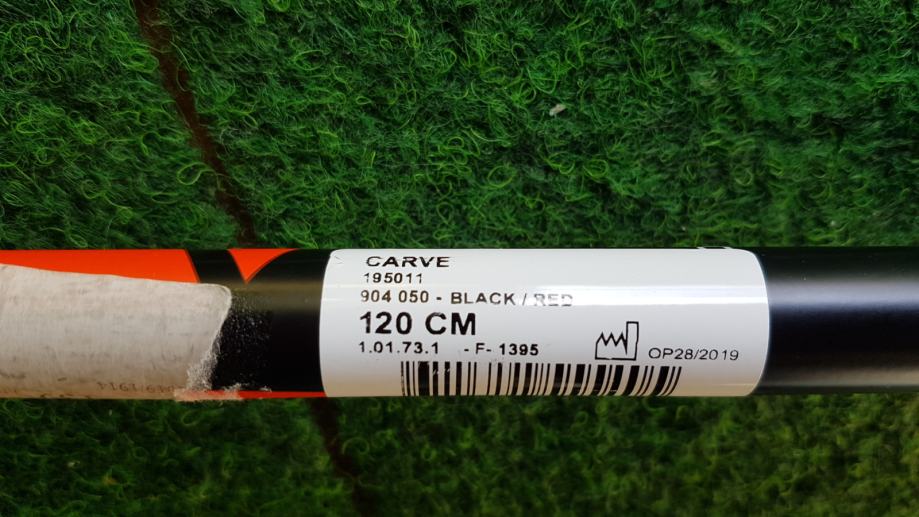 CARVE
195011
904 050 - BLACK / RED
120 CM
1.01.73.1 - F- 1395
OP28/2019